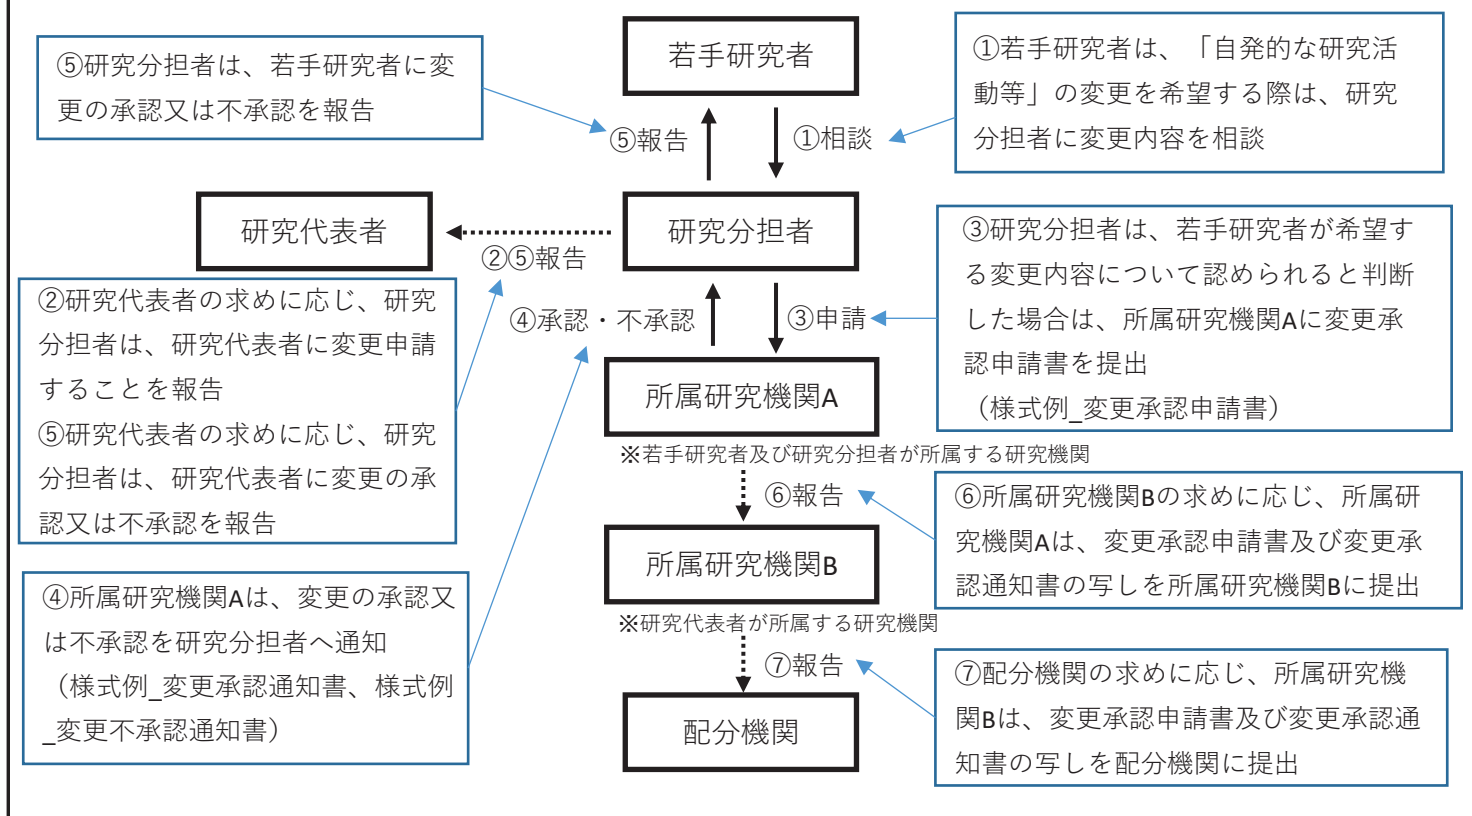 若手研究者
⑤研究分担者は、若手研究者に変
更の承認又は不承認を報告
①若手研究者は、「自発的な研究活
動等」の変更を希望する際は、研究
分担者に変更内容を相談
⑤報告
①相談
研究代表者
研究分担者
②⑤報告
③研究分担者は、若手研究者が希望す
る変更内容について認められると判断
した場合は、所属研究機関Aに変更承
認申請書を提出
（様式例_変更承認申請書）
②研究代表者の求めに応じ、研究
分担者は、研究代表者に変更申請
することを報告
⑤研究代表者の求めに応じ、研究
分担者は、研究代表者に変更の承
認又は不承認を報告
④承認・不承認
③申請
所属研究機関A
※若手研究者及び研究分担者が所属する研究機関
⑥報告
⑥所属研究機関Bの求めに応じ、所属研
究機関Aは、変更承認申請書及び変更承
認通知書の写しを所属研究機関Bに提出
所属研究機関B
※研究代表者が所属する研究機関
④所属研究機関Aは、変更の承認又
は不承認を研究分担者へ通知
（様式例_変更承認通知書、様式例
_変更不承認通知書）
⑦報告
⑦配分機関の求めに応じ、所属研究機
関Bは、変更承認申請書及び変更承認通
知書の写しを配分機関に提出
配分機関